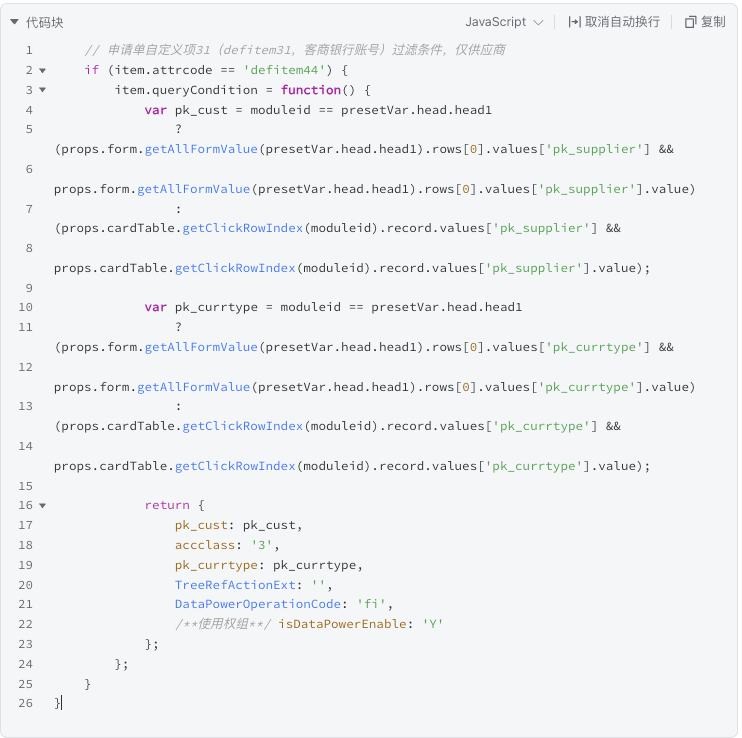 代码块
JavaScript 取消自动换行 复制
1 // 申请单自定义项31（defitem31，客商银行账号）过滤条件，仅供应商
2 if (item.attrcode == 'defitem44') {
3 item.queryCondition = function() {
4 var pk_cust = moduleid == presetVar.head.head1
5 ?
(props.form.getAllFormValue(presetVar.head.head1).rows[0].values['pk_supplier'] &&
6
props.form.getAllFormValue(presetVar.head.head1).rows[0].values['pk_supplier'].value)
7 :
(props.cardTable.getClickRowIndex(moduleid).record.values['pk_supplier'] &&
8
props.cardTable.getClickRowIndex(moduleid).record.values['pk_supplier'].value);
9
10 var pk_currtype = moduleid == presetVar.head.head1
11 ?
(props.form.getAllFormValue(presetVar.head.head1).rows[0].values['pk_currtype'] &&
12
props.form.getAllFormValue(presetVar.head.head1).rows[0].values['pk_currtype'].value)
13 :
(props.cardTable.getClickRowIndex(moduleid).record.values['pk_currtype'] &&
14
props.cardTable.getClickRowIndex(moduleid).record.values['pk_currtype'].value);
15
16 return {
17 pk_cust: pk_cust,
18 accclass: '3',
19 pk_currtype: pk_currtype,
20 TreeRefActionExt: '',
21 DataPowerOperationCode: 'fi',
22 /**使用权组**/ isDataPowerEnable: 'Y'
23 };
24 };
25 }
26 }